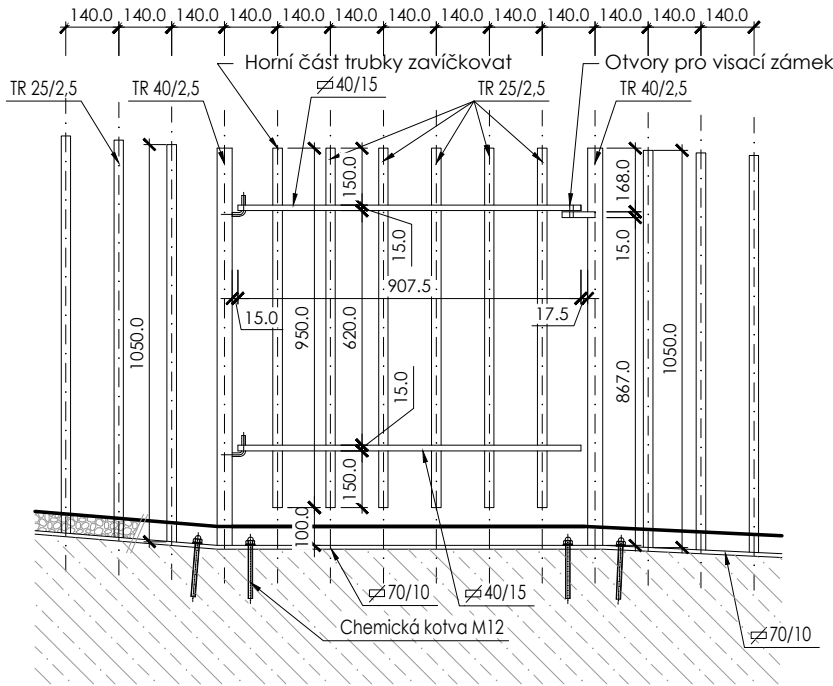 140.0 140.0 140.0 140.0 140.0 140.0 140.0 140.0 140.0 140.0 140.0 140.0 140.0
Horní část trubky zavíčkovat
Otvory pro visací zámek
TR 25/2,5
TR 40/2,5
40/15
TR 25/2,5
TR 40/2,5
150.0
168.0
15.0
15.0
907.5
15.0
17.5
1050.0
950.0
620.0
867.0
1050.0
15.0
150.0
100.0
70/10
40/15
Chemická kotva M12
70/10